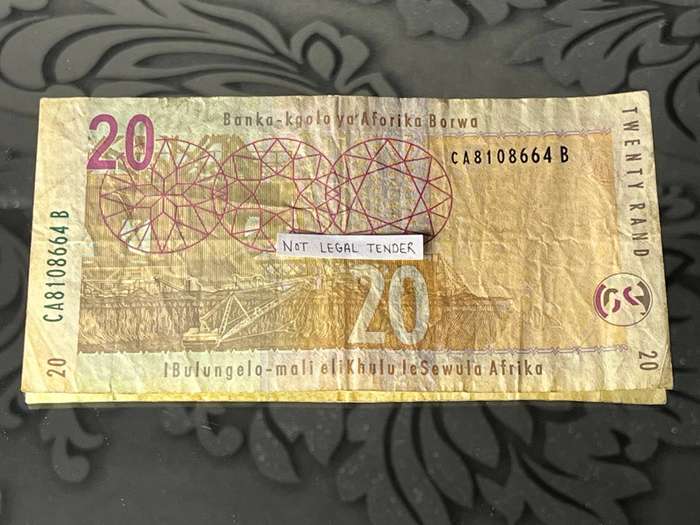 20
Banka-kgolo ya Aforika Borwa
TWENTY RAND
CA8108664 B
CA8108664 B
NOT LEGAL TENDER
20
20
20
IBulungelo-mali eliKhulu leSewula Afrika